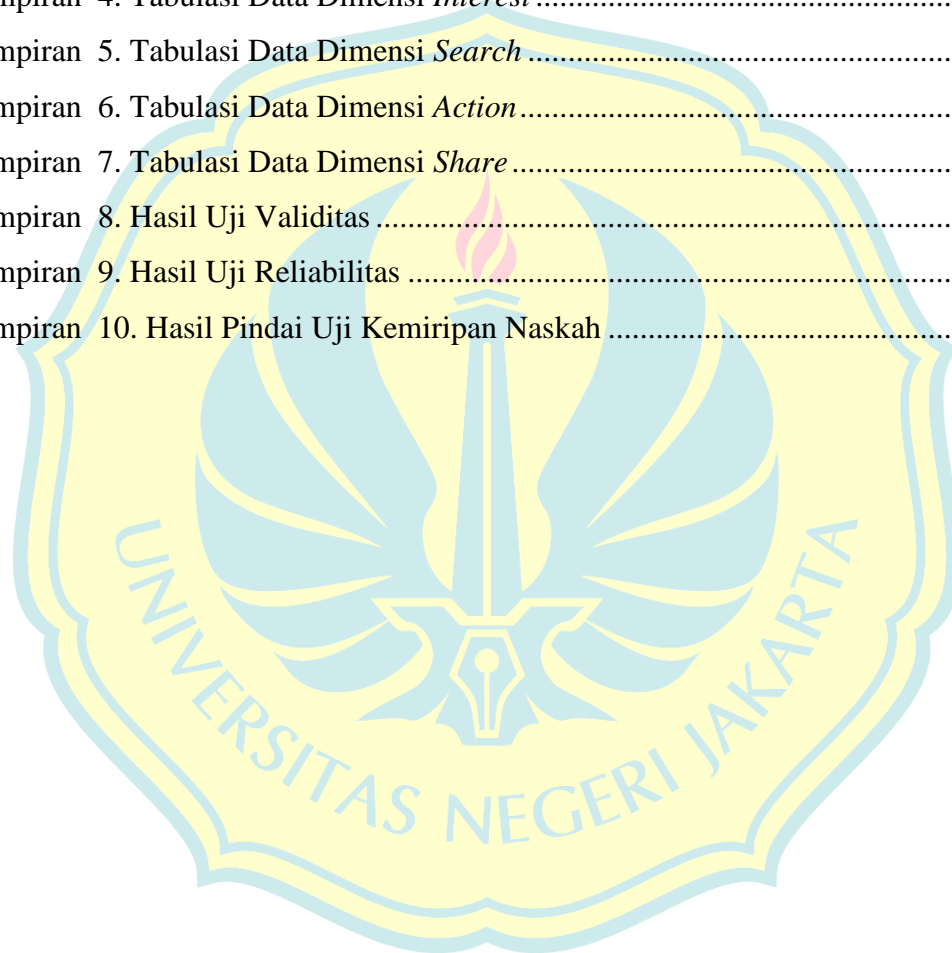 mpiran 4. Tabulasi Data Dimensi Interest ................................................................
mpiran 5. Tabulasi Data Dimensi Search ................................................................
mpiran 6. Tabulasi Data Dimensi Action ................................................................
mpiran 7. Tabulasi Data Dimensi Share ................................................................
mpiran 8. Hasil Uji Validitas ................................................................
mpiran 9. Hasil Uji Reliabilitas ................................................................
mpiran 10. Hasil Pindai Uji Kemiripan Naskah ................................................................
UNIVERSITAS NEGERI JAKARTA